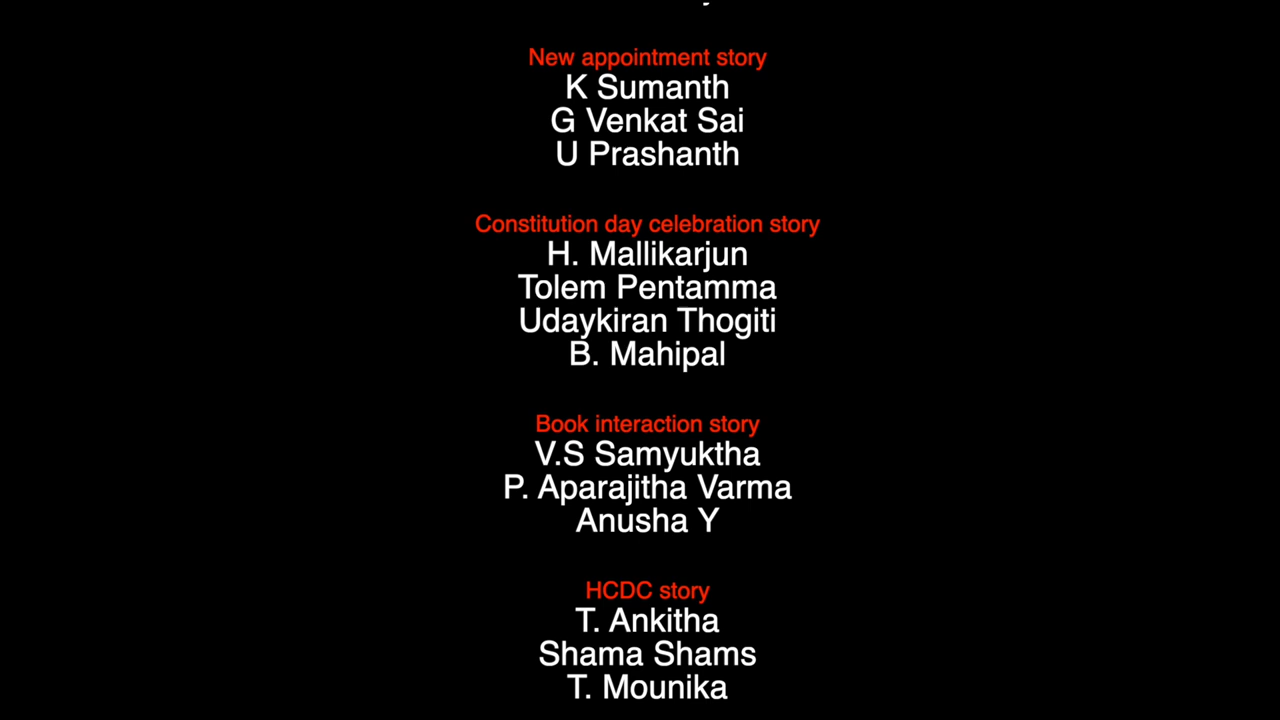 New appointment story
K Sumanth
G Venkat Sai
U Prashanth
Constitution day celebration story
H. Mallikarjun
Tolem Pentamma
Udaykiran Thogiti
B. Mahipal
Book interaction story
V.S Samyuktha
P. Aparajitha Varma
Anusha Y
HCDC story
T. Ankitha
Shama Shams
T. Mounika